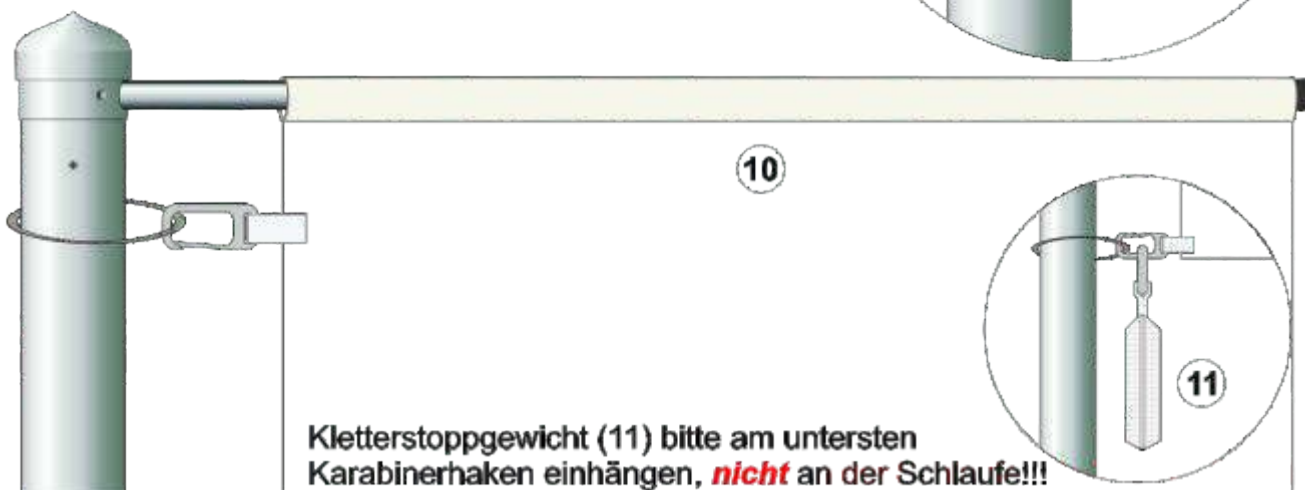 10
11
Kletterstoppgewicht (11) bitte am untersten
Karabinerhaken einhängen, nicht an der Schlaufe!!!